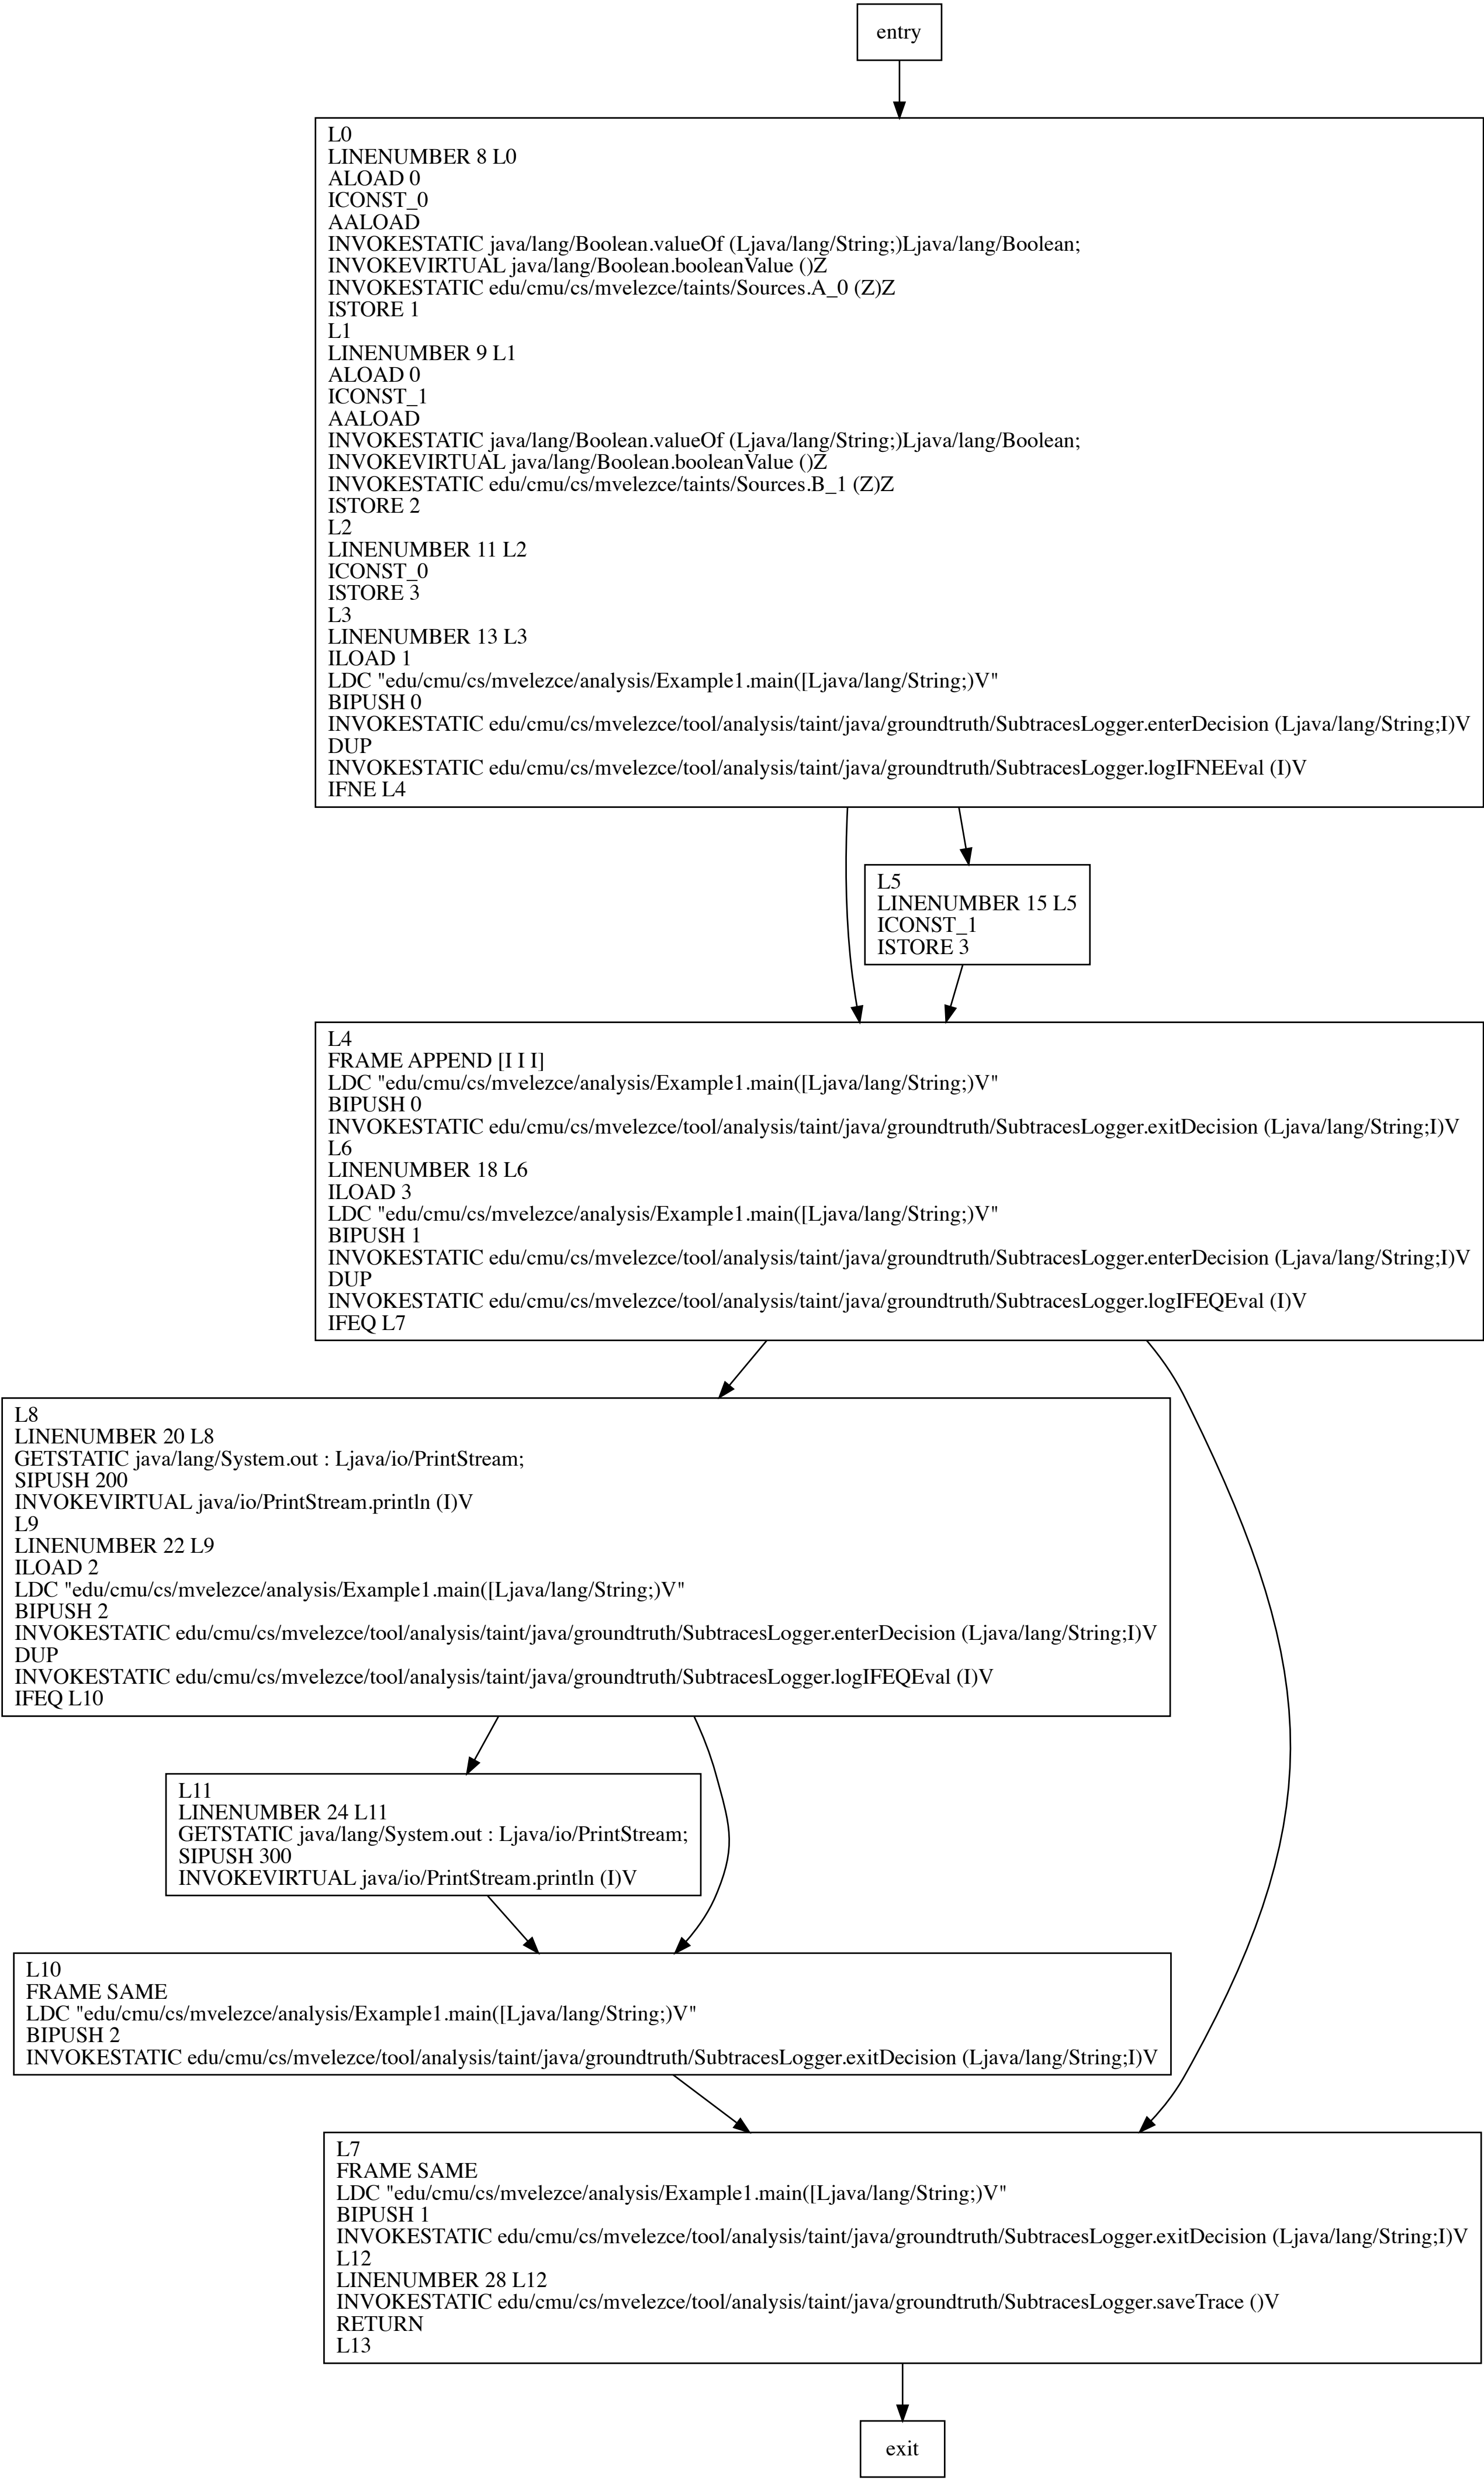 entry
L0
LINENUMBER 8 L0
ALOAD 0
ICONST_0
AALOAD
INVOKESTATIC java/lang/Boolean.valueOf (Ljava/lang/String;)Ljava/lang/Boolean;
INVOKEVIRTUAL java/lang/Boolean.booleanValue ()Z
INVOKESTATIC edu/cmu/cs/mvelezce/taints/Sources.A_0 (Z)Z
ISTORE 1
L1
LINENUMBER 9 L1
ALOAD 0
ICONST_1
AALOAD
INVOKESTATIC java/lang/Boolean.valueOf (Ljava/lang/String;)Ljava/lang/Boolean;
INVOKEVIRTUAL java/lang/Boolean.booleanValue ()Z
INVOKESTATIC edu/cmu/cs/mvelezce/taints/Sources.B_1 (Z)Z
ISTORE 2
L2
LINENUMBER 11 L2
ICONST_0
ISTORE 3
L3
LINENUMBER 13 L3
ILOAD 1
LDC "edu/cmu/cs/mvelezce/analysis/Example1.main([Ljava/lang/String;)V"
BIPUSH 0
INVOKESTATIC edu/cmu/cs/mvelezce/tool/analysis/taint/java/groundtruth/SubtracesLogger.enterDecision (Ljava/lang/String;I)V
DUP
INVOKESTATIC edu/cmu/cs/mvelezce/tool/analysis/taint/java/groundtruth/SubtracesLogger.logIFNEEval (I)V
IFNE L4
L5
LINENUMBER 15 L5
ICONST_1
ISTORE 3
L4
FRAME APPEND [I I I]
LDC "edu/cmu/cs/mvelezce/analysis/Example1.main([Ljava/lang/String;)V"
BIPUSH 0
INVOKESTATIC edu/cmu/cs/mvelezce/tool/analysis/taint/java/groundtruth/SubtracesLogger.exitDecision (Ljava/lang/String;I)V
L6
LINENUMBER 18 L6
ILOAD 3
LDC "edu/cmu/cs/mvelezce/analysis/Example1.main([Ljava/lang/String;)V"
BIPUSH 1
INVOKESTATIC edu/cmu/cs/mvelezce/tool/analysis/taint/java/groundtruth/SubtracesLogger.enterDecision (Ljava/lang/String;I)V
DUP
INVOKESTATIC edu/cmu/cs/mvelezce/tool/analysis/taint/java/groundtruth/SubtracesLogger.logIFEQEval (I)V
IFEQ L7
L8
LINENUMBER 20 L8
GETSTATIC java/lang/System.out : Ljava/io/PrintStream;
SIPUSH 200
INVOKEVIRTUAL java/io/PrintStream.println (I)V
L9
LINENUMBER 22 L9
ILOAD 2
LDC "edu/cmu/cs/mvelezce/analysis/Example1.main([Ljava/lang/String;)V"
BIPUSH 2
INVOKESTATIC edu/cmu/cs/mvelezce/tool/analysis/taint/java/groundtruth/SubtracesLogger.enterDecision (Ljava/lang/String;I)V
DUP
INVOKESTATIC edu/cmu/cs/mvelezce/tool/analysis/taint/java/groundtruth/SubtracesLogger.logIFEQEval (I)V
IFEQ L10
L11
LINENUMBER 24 L11
GETSTATIC java/lang/System.out : Ljava/io/PrintStream;
SIPUSH 300
INVOKEVIRTUAL java/io/PrintStream.println (I)V
L10
FRAME SAME
LDC "edu/cmu/cs/mvelezce/analysis/Example1.main([Ljava/lang/String;)V"
BIPUSH 2
INVOKESTATIC edu/cmu/cs/mvelezce/tool/analysis/taint/java/groundtruth/SubtracesLogger.exitDecision (Ljava/lang/String;I)V
L7
FRAME SAME
LDC "edu/cmu/cs/mvelezce/analysis/Example1.main([Ljava/lang/String;)V"
BIPUSH 1
INVOKESTATIC edu/cmu/cs/mvelezce/tool/analysis/taint/java/groundtruth/SubtracesLogger.exitDecision (Ljava/lang/String;I)V
L12
LINENUMBER 28 L12
INVOKESTATIC edu/cmu/cs/mvelezce/tool/analysis/taint/java/groundtruth/SubtracesLogger.saveTrace ()V
RETURN
L13
exit